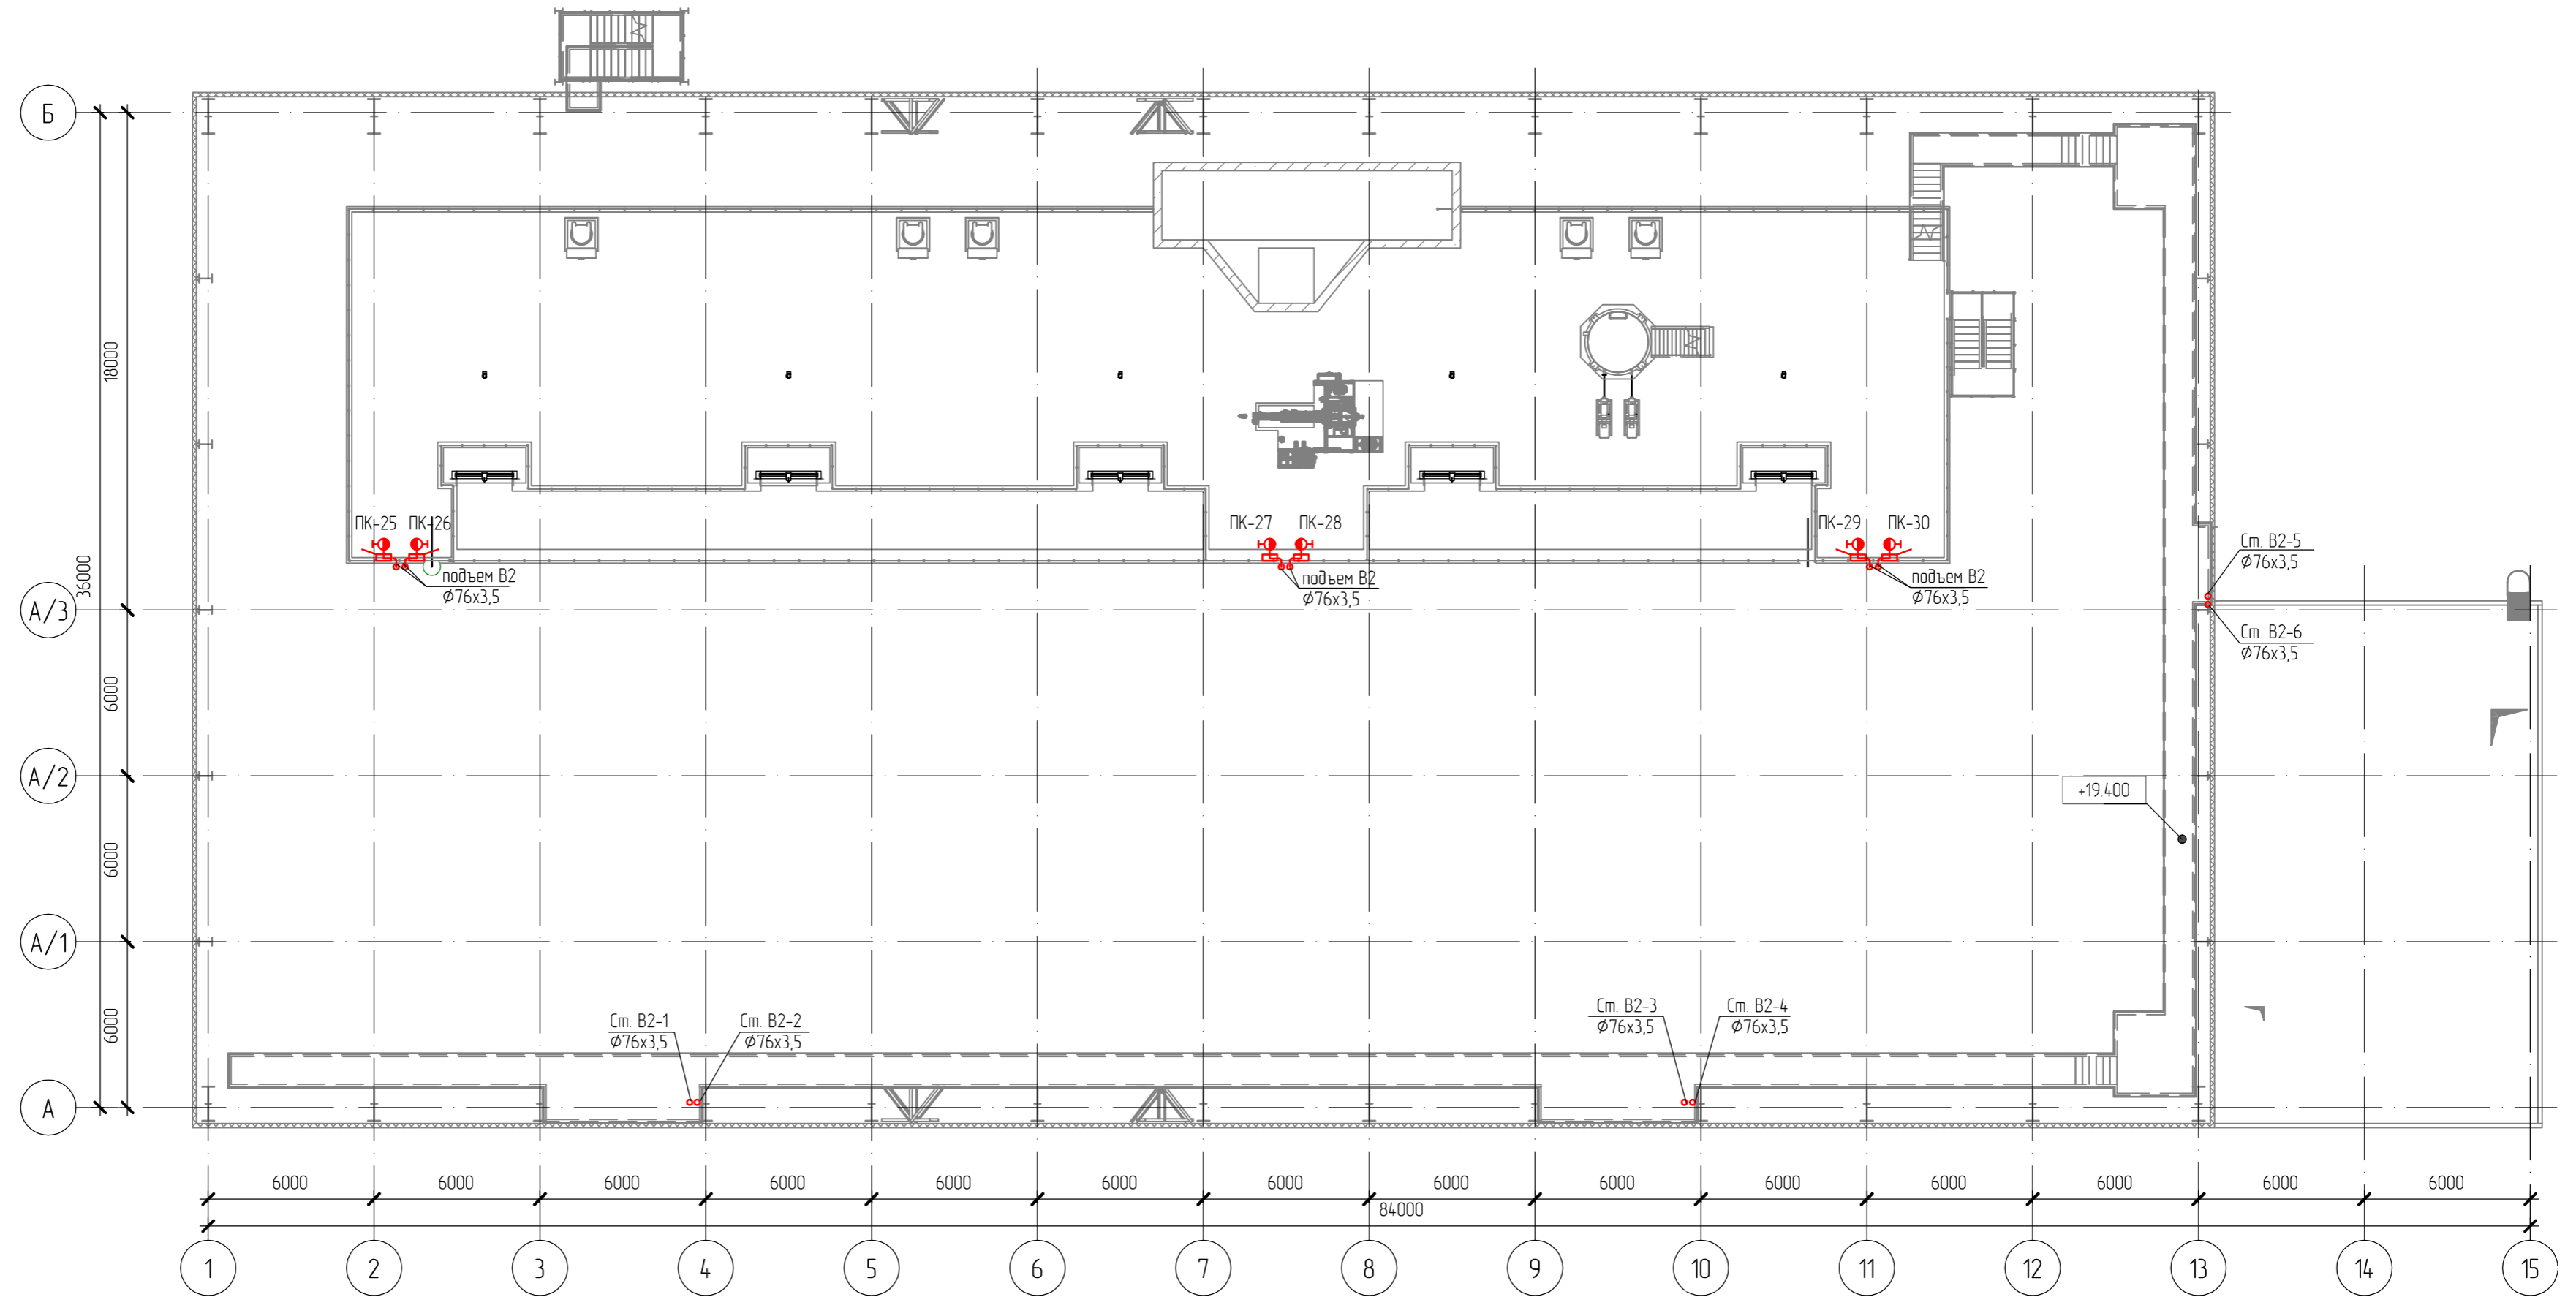 Б
18000
ПК-25
ПК-26
ПК-27
ПК-28
ПК-29
ПК-30
подъем В2
Ø76х3,5
подъем В2
Ø76х3,5
подъем В2
Ø76х3,5
Ст. В2-5
Ø76х3,5
36000
А/3
Ст. В2-6
Ø76х3,5
6000
А/2
+19.400
6000
А/1
6000
Ст. В2-1
Ø76х3,5
Ст. В2-2
Ø76х3,5
Ст. В2-3
Ø76х3,5
Ст. В2-4
Ø76х3,5
А
6000 6000 6000 6000 6000 6000 6000 6000 6000 6000 6000 6000 6000 6000
84000
1 2 3 4 5 6 7 8 9 10 11 12 13 14 15